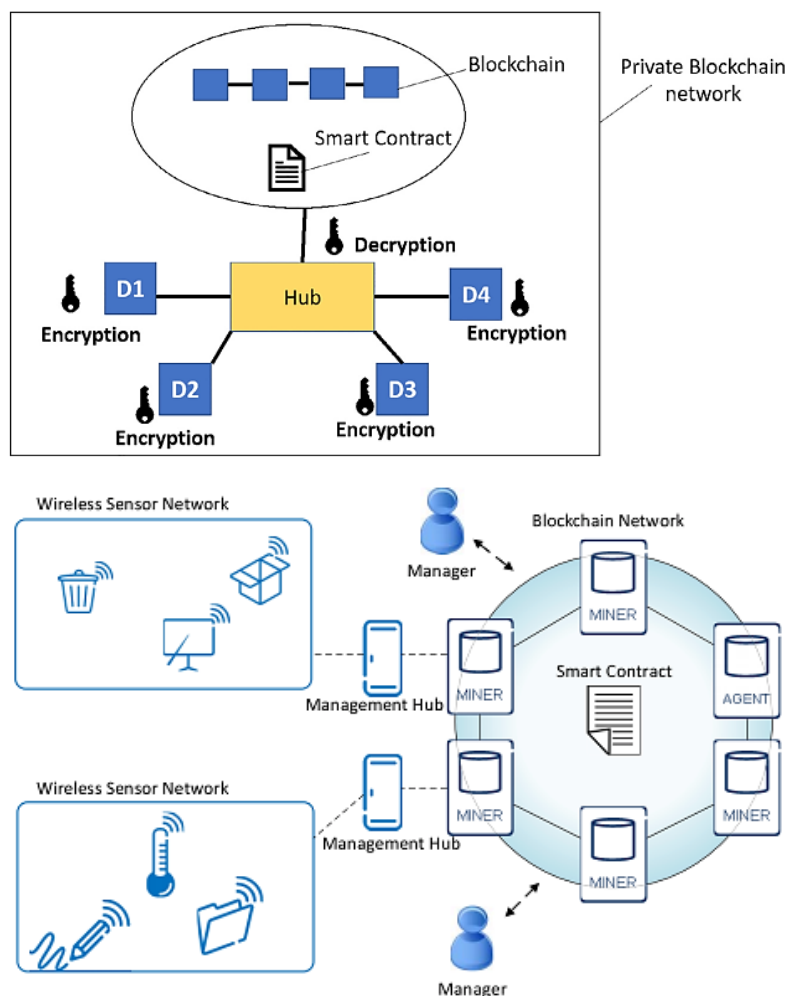 Blockchain
Private Blockchain
network
Smart Contract
Decryption
D1
Hub
D4
Encryption
Encryption
D2
D3
Encryption
Encryption
Wireless Sensor Network
Blockchain Network
Manager
MINER
Smart Contract
MINER
AGENT
Management Hub
Wireless Sensor Network
MINER
MINER
Management Hub
MINER
Manager